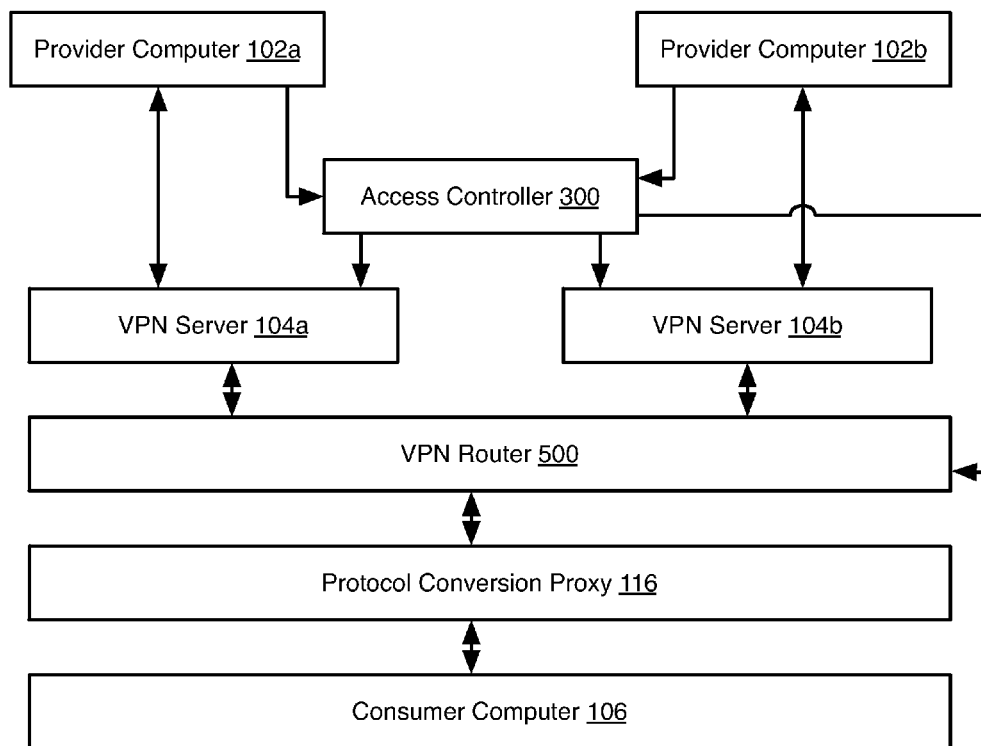 Provider Computer 102a
Provider Computer 102b
Access Controller 300
VPN Server 104a
VPN Server 104b
VPN Router 500
Protocol Conversion Proxy 116
Consumer Computer 106